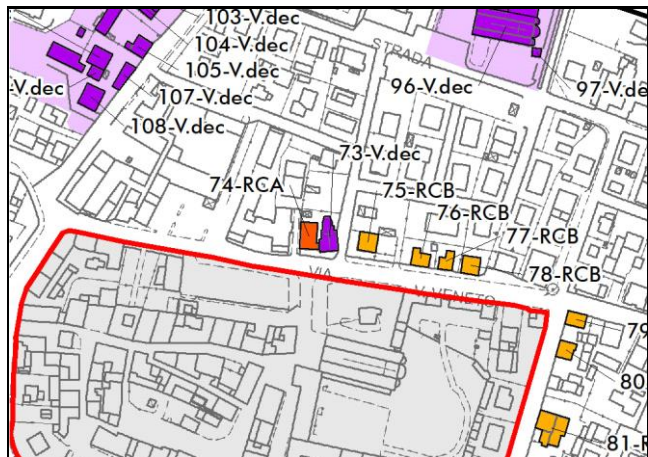 103-V.dec
104-V.dec
105-V.dec
-V.dec
107-V.dec
108-V.dec
STRADA
96-V.dec
97-V.de
73-V.dec
74-RCA
75-RCB
76-RCB
77-RCB
78-RCB
VIA
V. VENETO
79
80
81-R